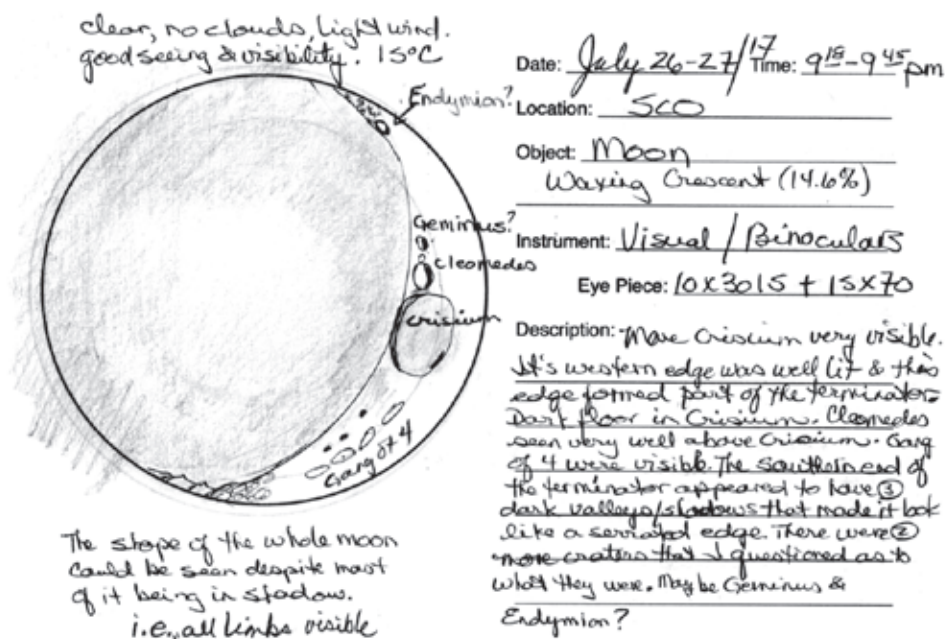 clear, no clouds, light wind.
good seeing & visibility. 15°C
Endymion?
Geminus?
Cleomedes
Crisium
Gang of 4
The shape of the whole moon
could be seen despite most
of it being in shadow.
i.e., all limbs visible
Date: July 26-27/17 Time: 9 18 - 9 45 pm
Location: SCO
Object: Moon
Waxing Crescent (14.6%)
Instrument: Visual / Binoculars
Eye Piece: 10x30IS + 15x70
Description: Mare Crisium very visible.
It's western edge was well lit & this
edge formed part of the terminator.
Dark floor in Crisium. Cleomedes
seen very well above Crisium. Gang
of 4 were visible. The southern end of
the terminator appeared to have ③
dark valleys/shadows that made it look
like a serrated edge. There were ②
more craters that I questioned as to
what they were. Maybe Geminus &
Endymion?